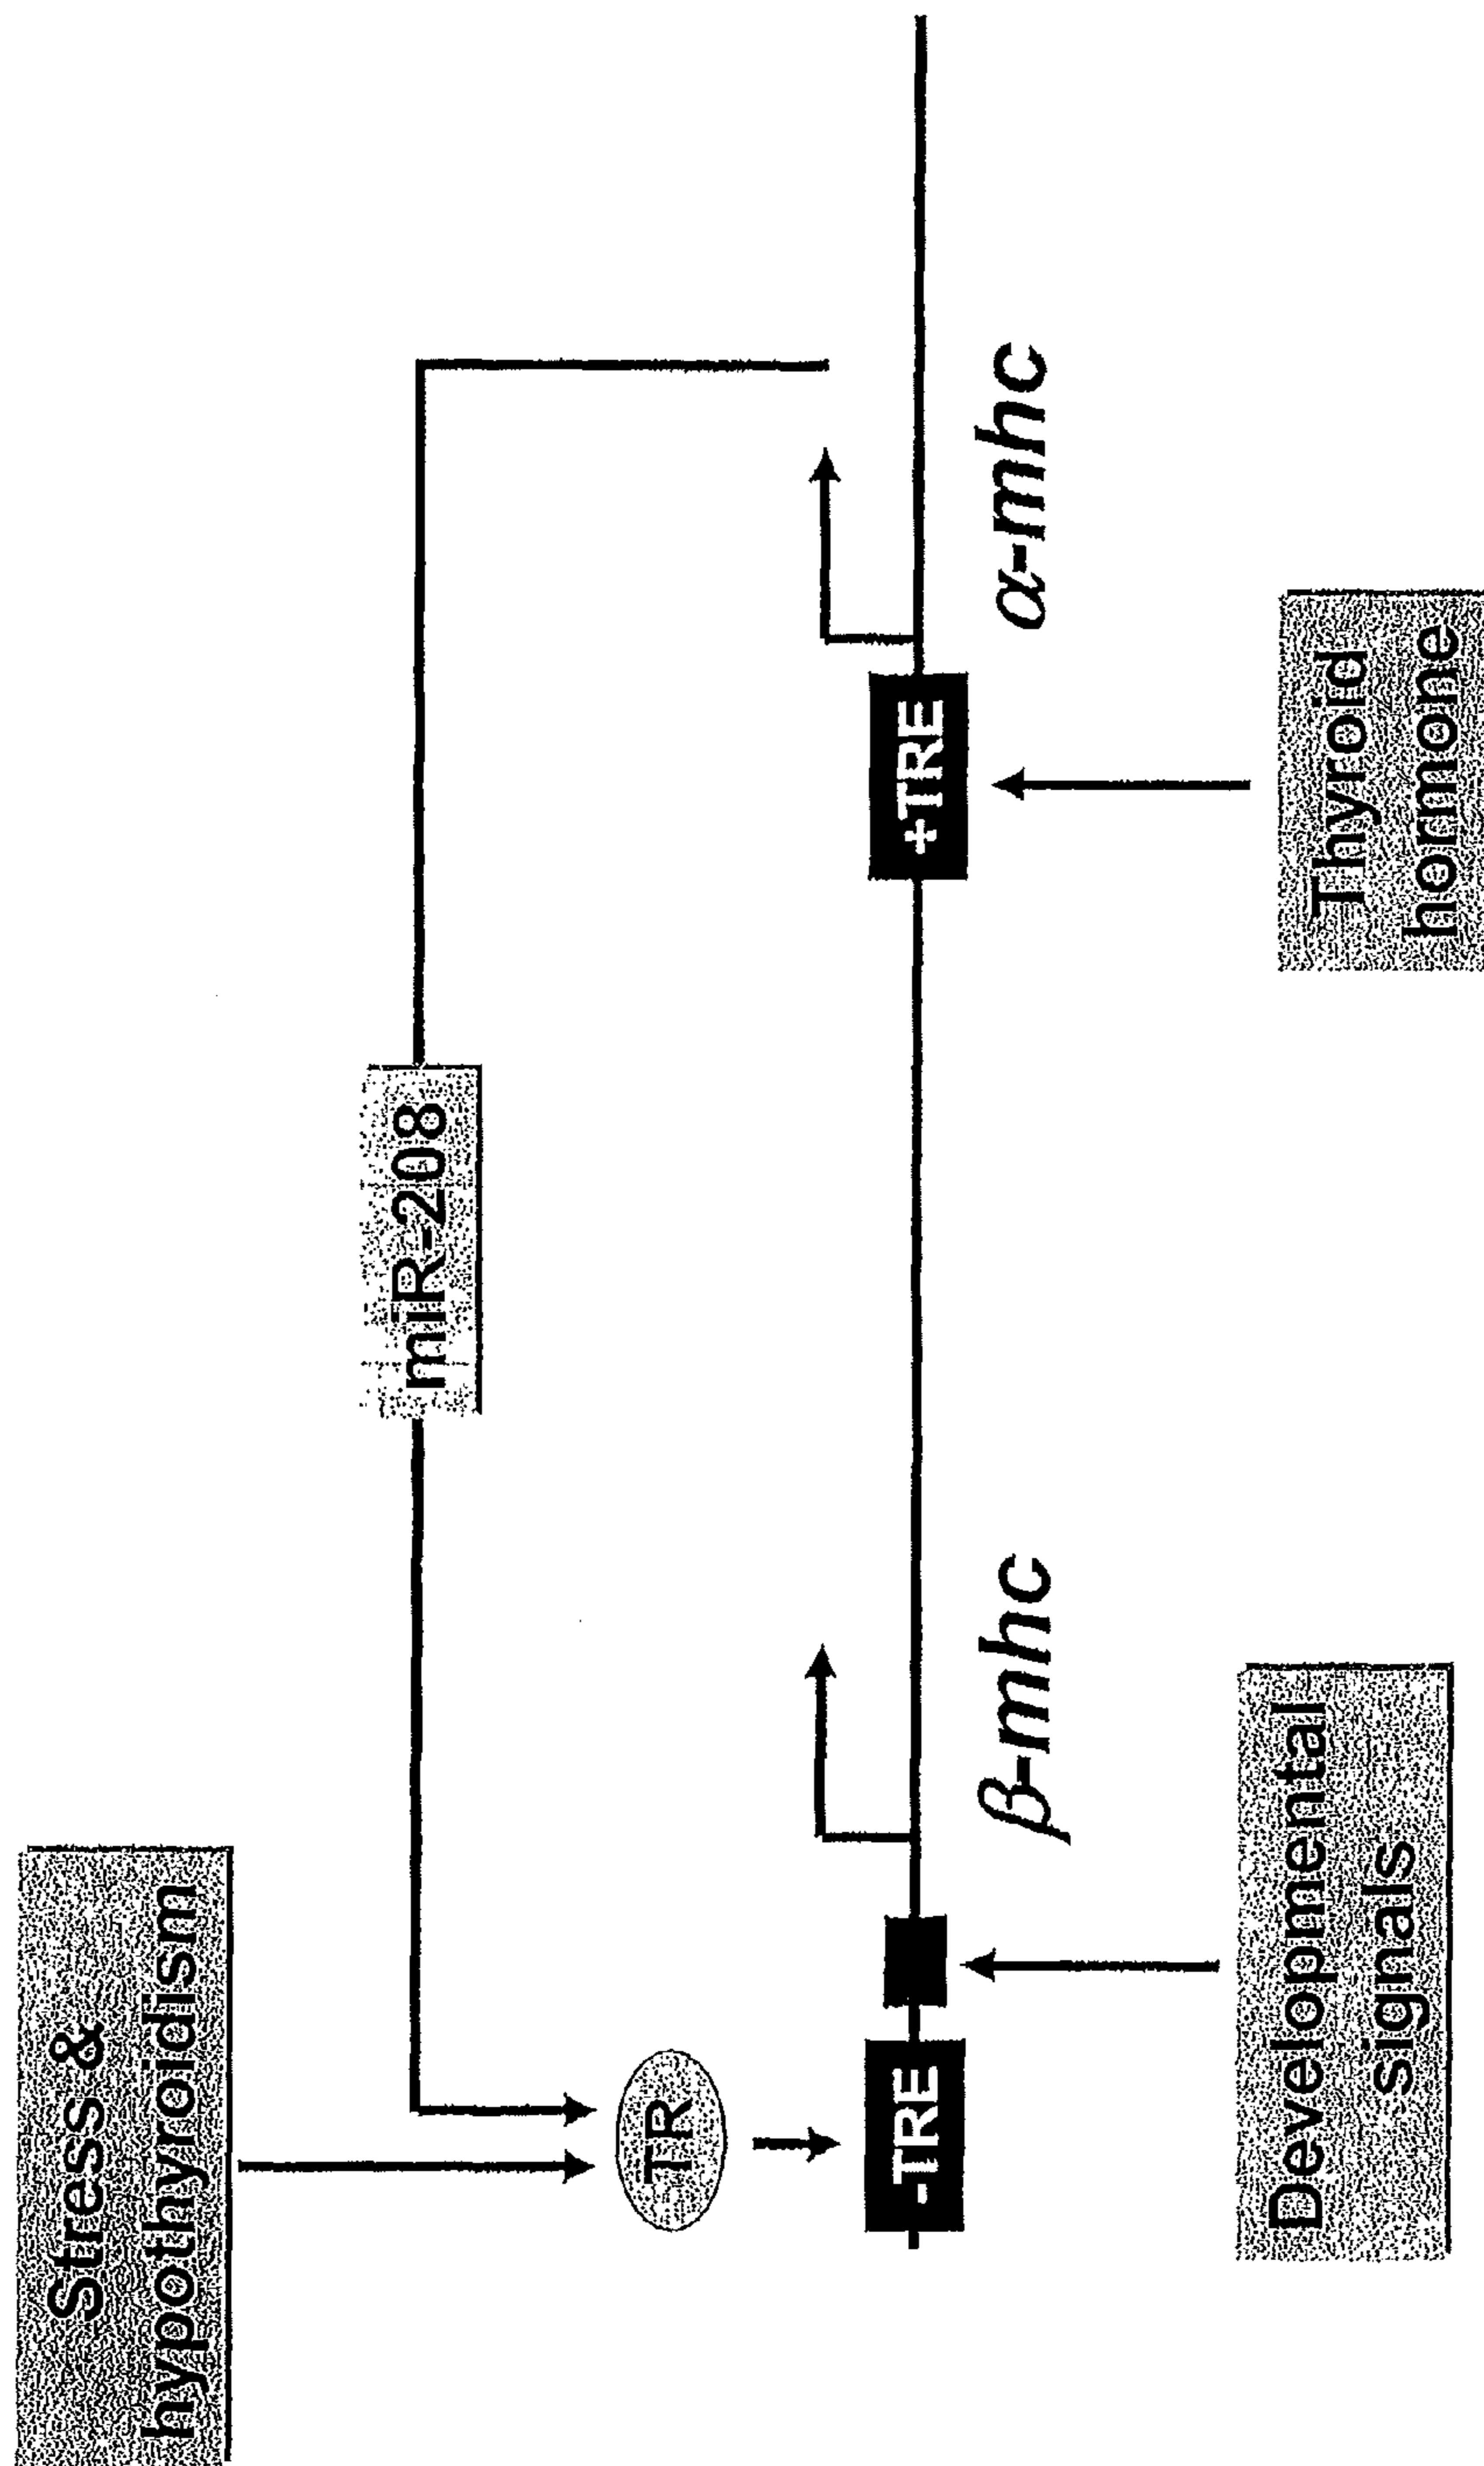 Stress &
hypothyroidism
miR-208
TR
-TRE
+TRE
β-mhc
α-mhc
Developmental
signals
Thyroid
hormone